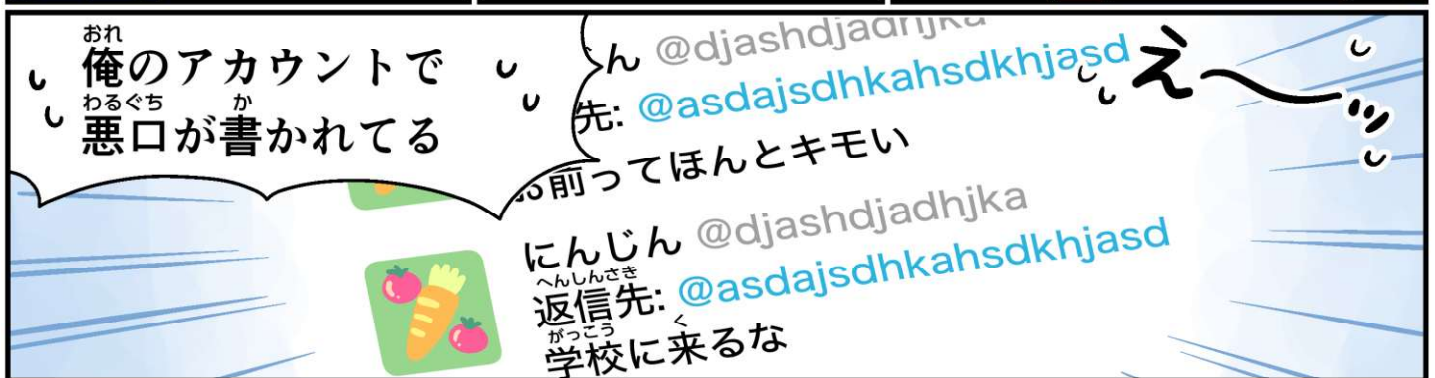 俺のアカウントで
悪口が書かれてる
え〜ッ
ん @djashdjadhjka
先: @asdajsdhkahsdkhjasd
お前ってほんとキモい
にんじん @djashdjadhjka
返信先: @asdajsdhkahsdkhjasd
学校に来るな